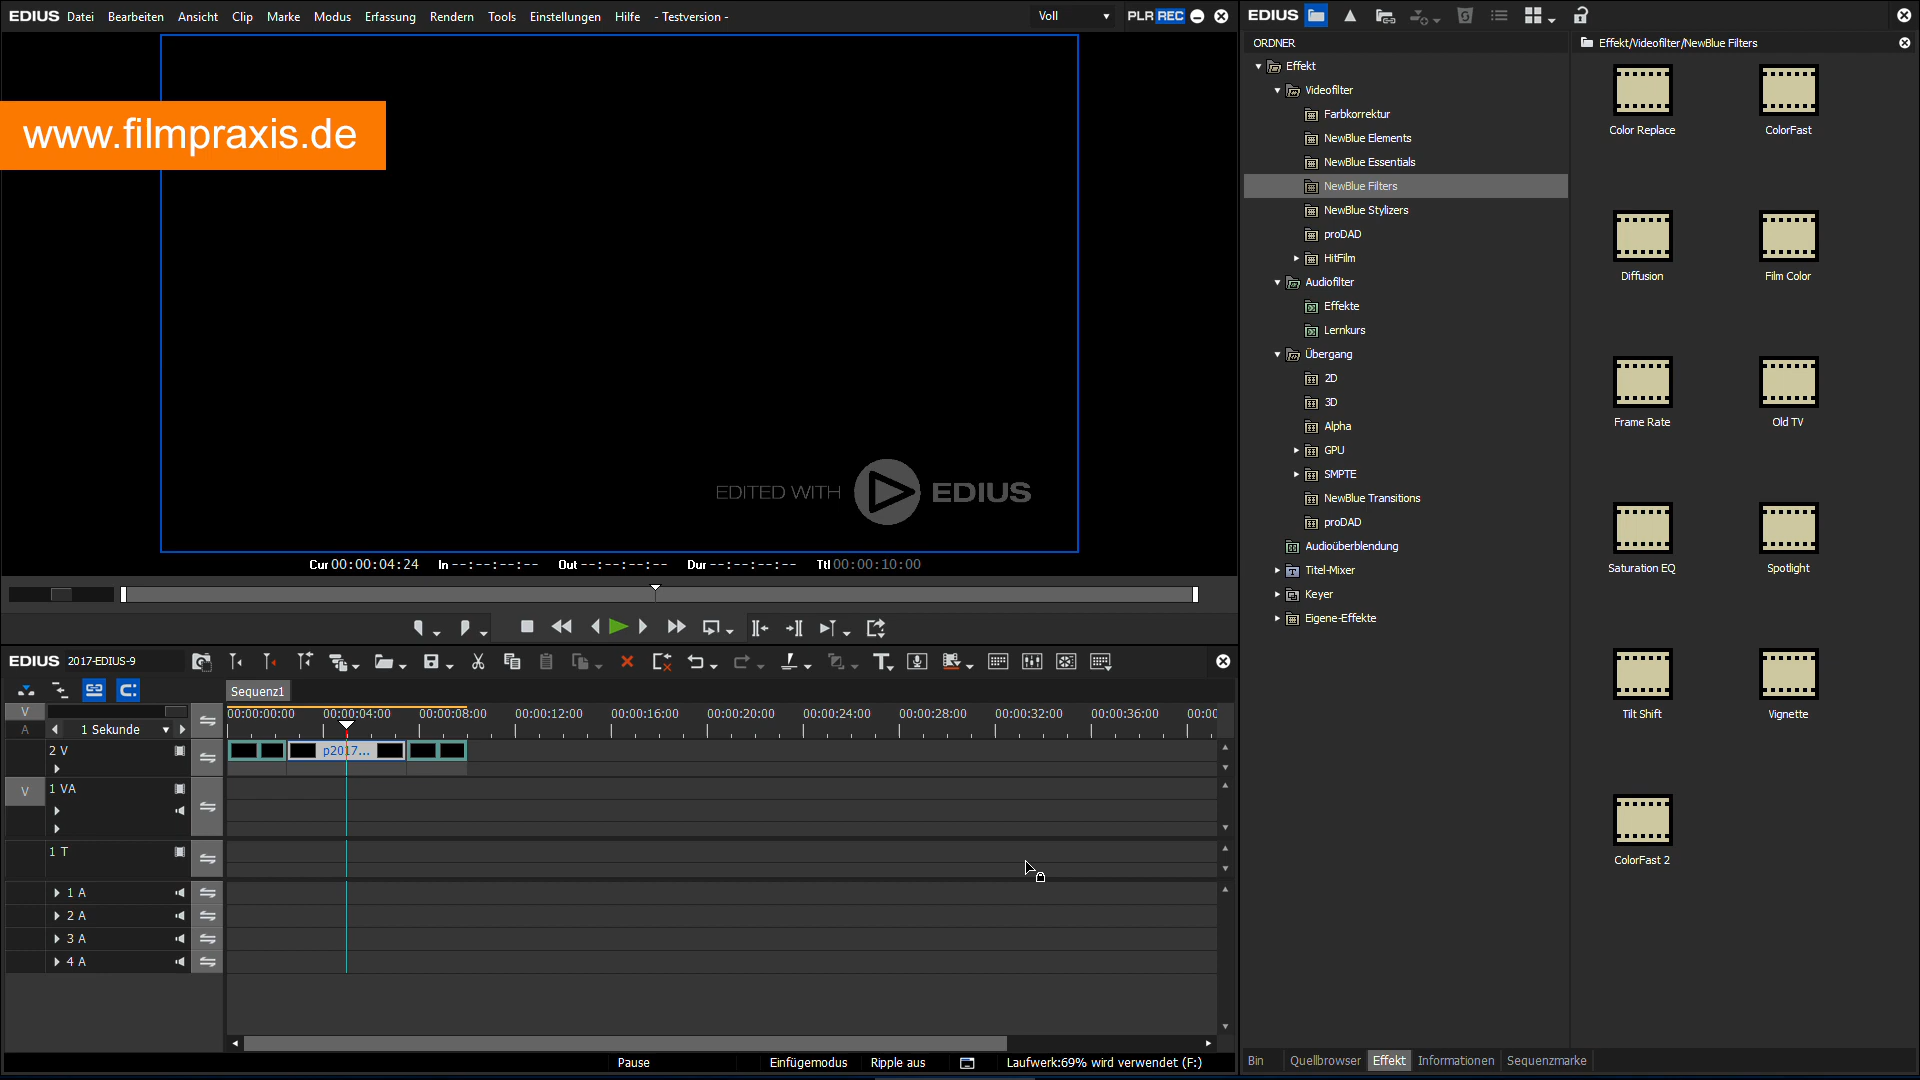 EDIUS Datei Bearbeiten Ansicht Clip Marke Modus Erfassung Rendern Tools Einstellungen Hilfe - Testversion - Voll PLR REC
www.filmpraxis.de
EDITED WITH EDIUS
Cur 00:00:04:24 In --:--:--:-- Out --:--:--:-- Dur --:--:--:-- Ttl 00:00:10:00
EDIUS 2017-EDIUS-9
Sequenz1
V
A
1 Sekunde
00:00:00:00 00:00:04:00 00:00:08:00 00:00:12:00 00:00:16:00 00:00:20:00 00:00:24:00 00:00:28:00 00:00:32:00 00:00:36:00 00:00
2 V
p2017...
V
1 VA
1 T
1 A
2 A
3 A
4 A
Pause Einfügemodus Ripple aus Laufwerk:69% wird verwendet (F:)
EDIUS
ORDNER
Effekt
Videofilter
Farbkorrektur
NewBlue Elements
NewBlue Essentials
NewBlue Filters
NewBlue Stylizers
proDAD
HitFilm
Audiofilter
Effekte
Lernkurs
Übergang
2D
3D
Alpha
GPU
SMPTE
NewBlue Transitions
proDAD
Audioüberblendung
Titel-Mixer
Keyer
Eigene-Effekte
Effekt/Videofilter/NewBlue Filters
Color Replace ColorFast
Diffusion Film Color
Frame Rate Old TV
Saturation EQ Spotlight
Tilt Shift Vignette
ColorFast 2
Bin Quellbrowser Effekt Informationen Sequenzmarke